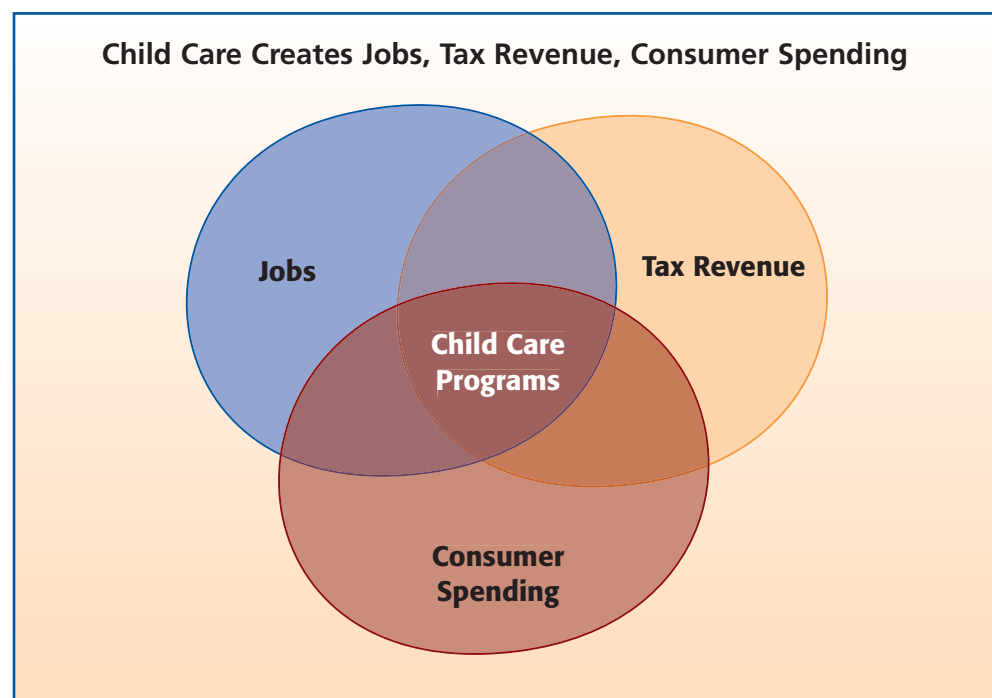 Child Care Creates Jobs, Tax Revenue, Consumer Spending
Jobs
Tax Revenue
Child Care
Programs
Consumer
Spending